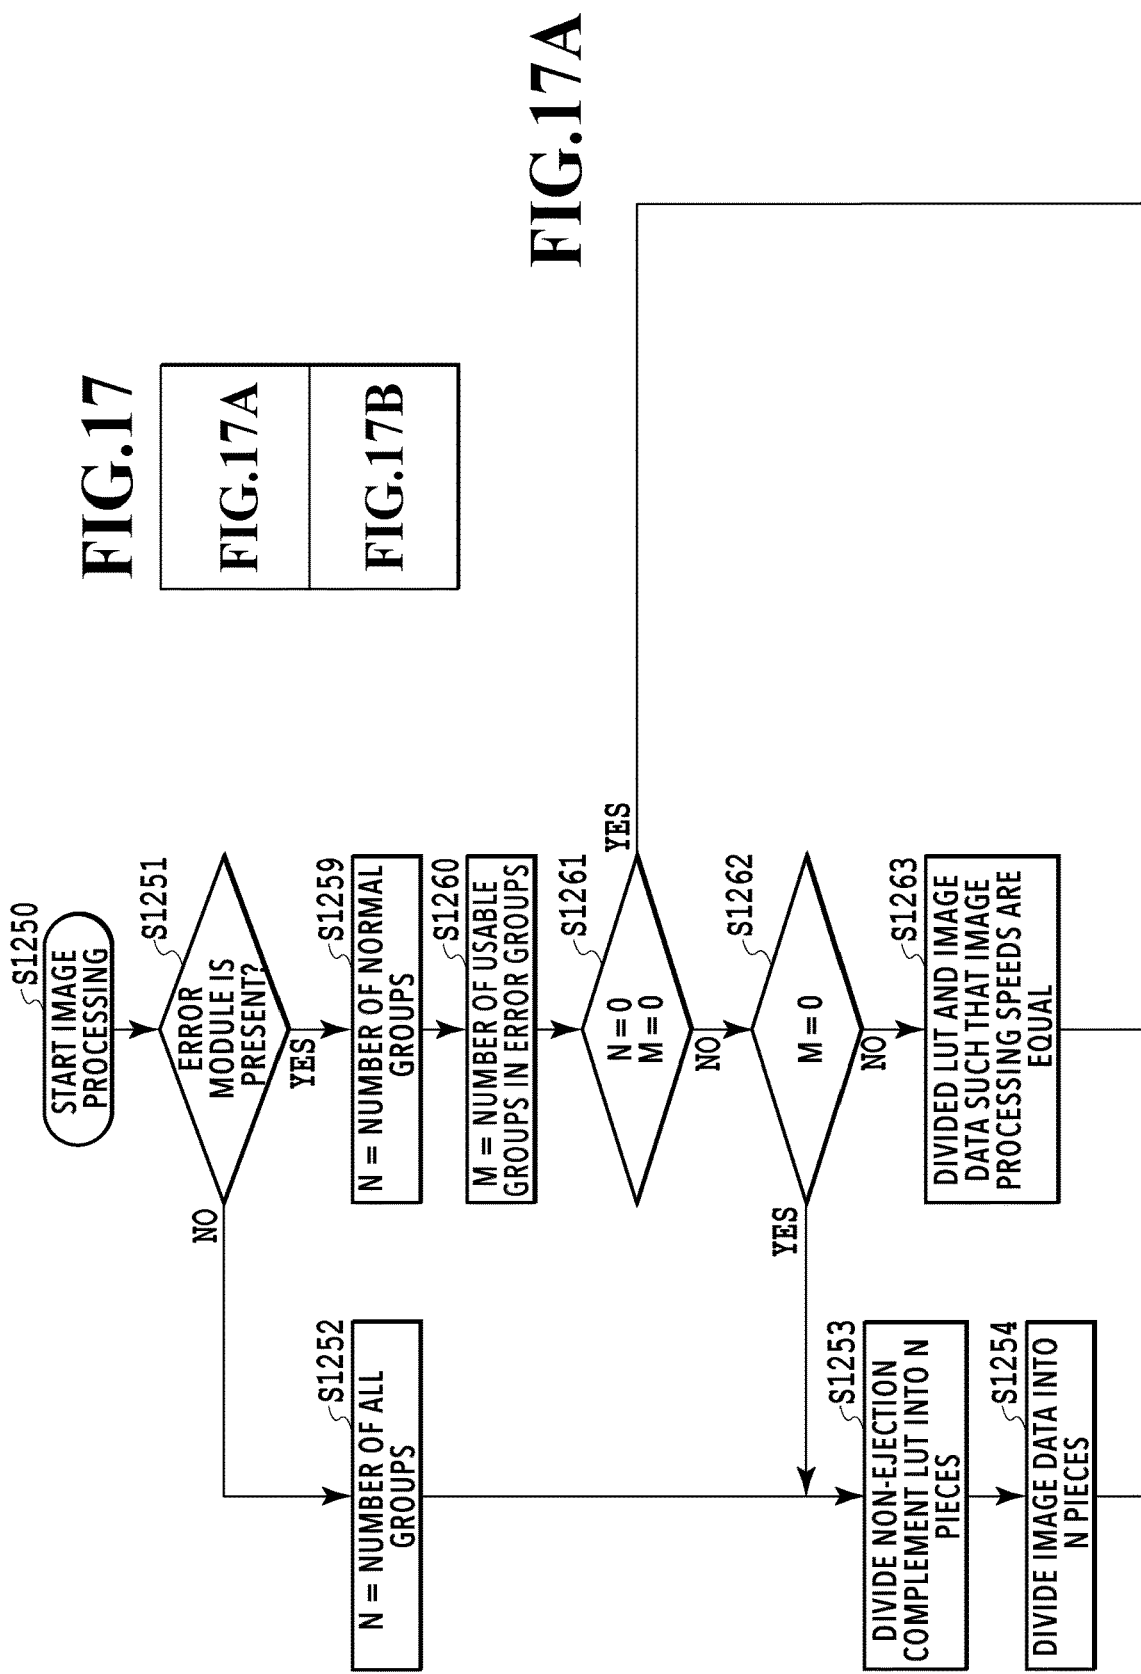 FIG.17
FIG.17A
FIG.17B
FIG.17A
S1250
START IMAGE
PROCESSING
S1251
ERROR
MODULE IS
PRESENT?
NO
YES
S1252
N = NUMBER OF ALL
GROUPS
S1259
N = NUMBER OF NORMAL
GROUPS
S1260
M = NUMBER OF USABLE
GROUPS IN ERROR GROUPS
S1261
N = 0
M = 0
YES
NO
S1262
M = 0
YES
NO
S1253
DIVIDE NON-EJECTION
COMPLEMENT LUT INTO N
PIECES
S1263
DIVIDED LUT AND IMAGE
DATA SUCH THAT IMAGE
PROCESSING SPEEDS ARE
EQUAL
S1254
DIVIDE IMAGE DATA INTO
N PIECES